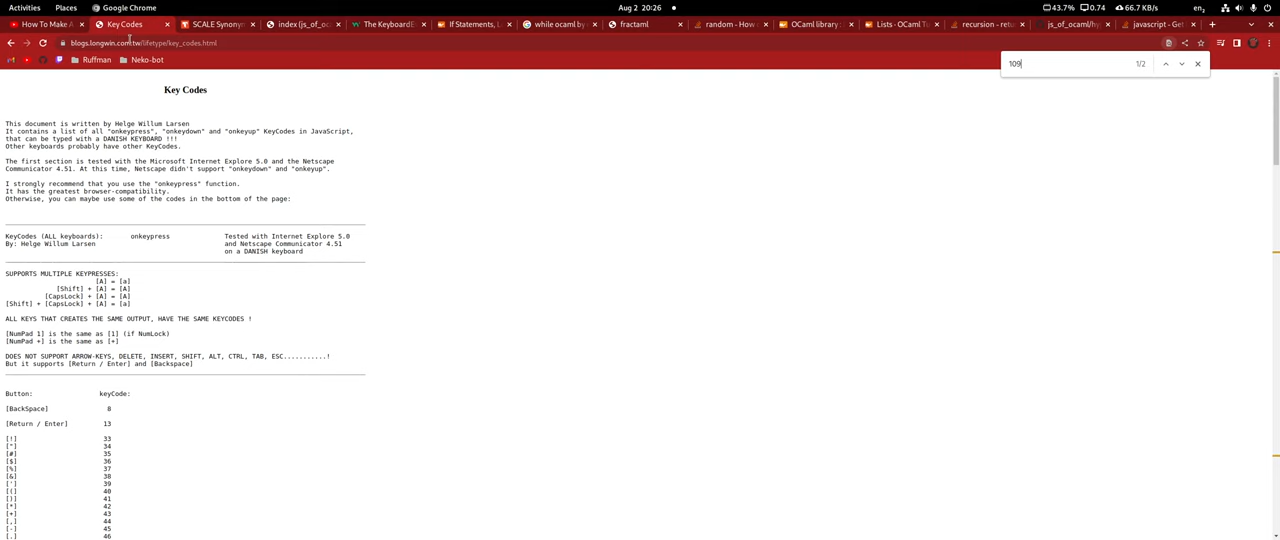 Activities Places Google Chrome Aug 2 20:26 43.7% 0.74 66.7 KB/s en₂
How To Make A Key Codes SCALE Synonym index (js_of_oc The KeyboardE If Statements, L while ocaml by fractaml random - How OCaml library : Lists - OCaml Tu recursion - retu js_of_ocaml/hy javascript - Get
blogs.longwin.com.tw/lifetype/key_codes.html
Ruffman Neko-bot
109 1/2
Key Codes
This document is written by Helge Willum Larsen
It contains a list of all "onkeypress", "onkeydown" and "onkeyup" KeyCodes in JavaScript,
that can be typed with a DANISH KEYBOARD !!!
Other keyboards probably have other KeyCodes.
The first section is tested with the Microsoft Internet Explore 5.0 and the Netscape
Communicator 4.51. At this time, Netscape didn't support "onkeydown" and "onkeyup".
I strongly recommend that you use the "onkeypress" function.
It has the greatest browser-compatibility.
Otherwise, you can maybe use some of the codes in the bottom of the page:
KeyCodes (ALL keyboards): onkeypress Tested with Internet Explore 5.0
By: Helge Willum Larsen and Netscape Communicator 4.51
on a DANISH keyboard
SUPPORTS MULTIPLE KEYPRESSES:
[A] = [a]
[Shift] + [A] = [A]
[CapsLock] + [A] = [A]
[Shift] + [CapsLock] + [A] = [a]
ALL KEYS THAT CREATES THE SAME OUTPUT, HAVE THE SAME KEYCODES !
[NumPad 1] is the same as [1] (if NumLock)
[NumPad +] is the same as [+]
DOES NOT SUPPORT ARROW-KEYS, DELETE, INSERT, SHIFT, ALT, CTRL, TAB, ESC..........!
But it supports [Return / Enter] and [Backspace]
Button: keyCode:
[BackSpace] 8
[Return / Enter] 13
[!] 33
["] 34
[#] 35
[$] 36
[%] 37
[&] 38
['] 39
[(] 40
[)] 41
[*] 42
[+] 43
[,] 44
[-] 45
[.] 46